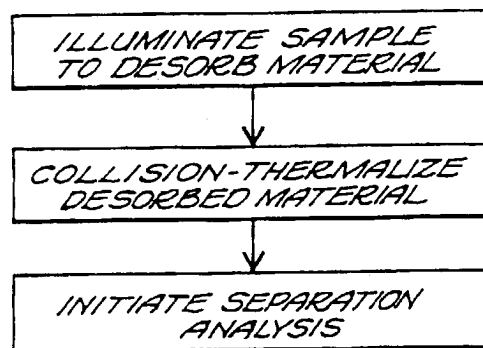 ILLUMINATE SAMPLE
TO DESORB MATERIAL
COLLISION-THERMALIZE
DESORBED MATERIAL
INITIATE SEPARATION
ANALYSIS